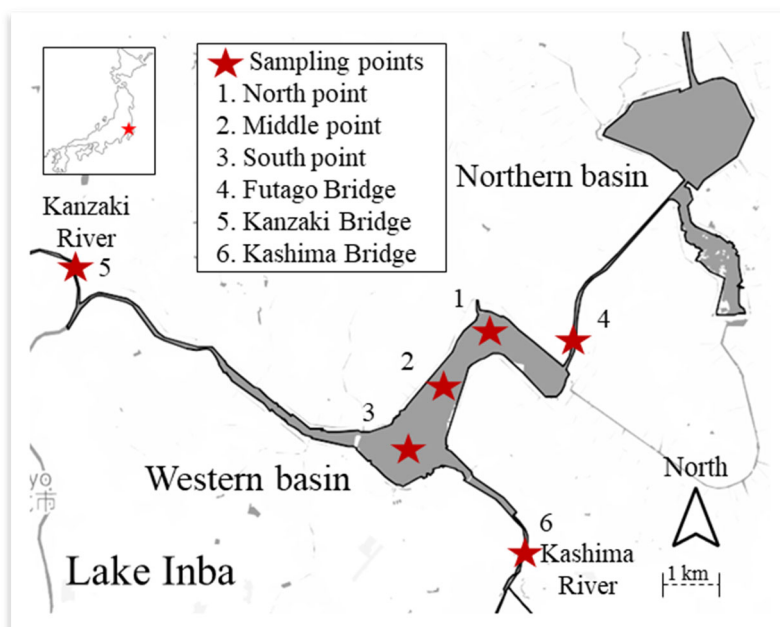 Sampling points
1. North point
2. Middle point
3. South point
4. Futago Bridge
5. Kanzaki Bridge
6. Kashima Bridge
Northern basin
Kanzaki
River
5
1
4
2
3
Western basin
North
6
Kashima
River
1 km
Lake Inba
yo
市